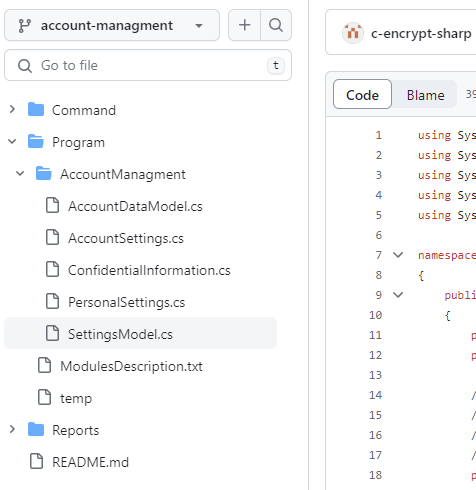 account-managment
Go to file
t
Command
Program
AccountManagment
AccountDataModel.cs
AccountSettings.cs
ConfidentialInformation.cs
PersonalSettings.cs
SettingsModel.cs
ModulesDescription.txt
temp
Reports
README.md
c-encrypt-sharp
Code Blame 39
1 using Sys
2 using Sys
3 using Sys
4 using Sys
5 using Sys
6
7 namespace
8 {
9 publi
10 {
11 p
12 p
13
14 /
15 /
16 /
17 /
18 p